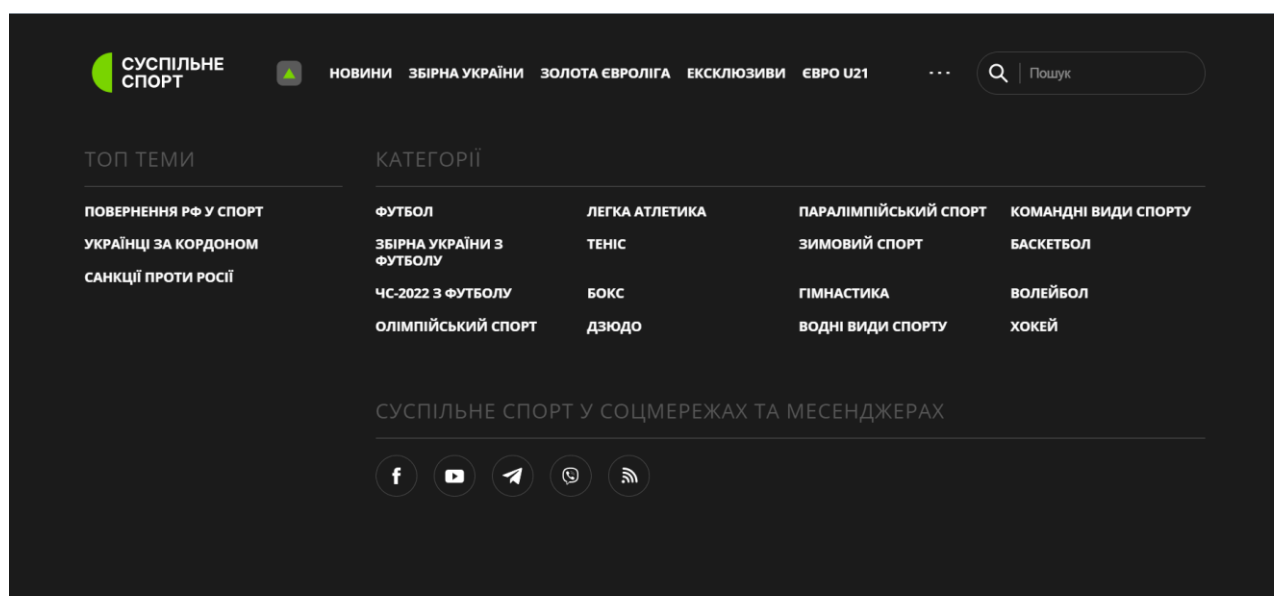 СУСПІЛЬНЕ
СПОРТ
НОВИНИ ЗБІРНА УКРАЇНИ ЗОЛОТА ЄВРОЛІГА ЕКСКЛЮЗИВИ ЄВРО U21 ··· Пошук
ТОП ТЕМИ
ПОВЕРНЕННЯ РФ У СПОРТ
УКРАЇНЦІ ЗА КОРДОНОМ
САНКЦІЇ ПРОТИ РОСІЇ
КАТЕГОРІЇ
ФУТБОЛ ЛЕГКА АТЛЕТИКА ПАРАЛІМПІЙСЬКИЙ СПОРТ КОМАНДНІ ВИДИ СПОРТУ
ЗБІРНА УКРАЇНИ З
ФУТБОЛУ
ТЕНІС ЗИМОВИЙ СПОРТ БАСКЕТБОЛ
ЧС-2022 З ФУТБОЛУ БОКС ГІМНАСТИКА ВОЛЕЙБОЛ
ОЛІМПІЙСЬКИЙ СПОРТ ДЗЮДО ВОДНІ ВИДИ СПОРТУ ХОКЕЙ
СУСПІЛЬНЕ СПОРТ У СОЦМЕРЕЖАХ ТА МЕСЕНДЖЕРАХ